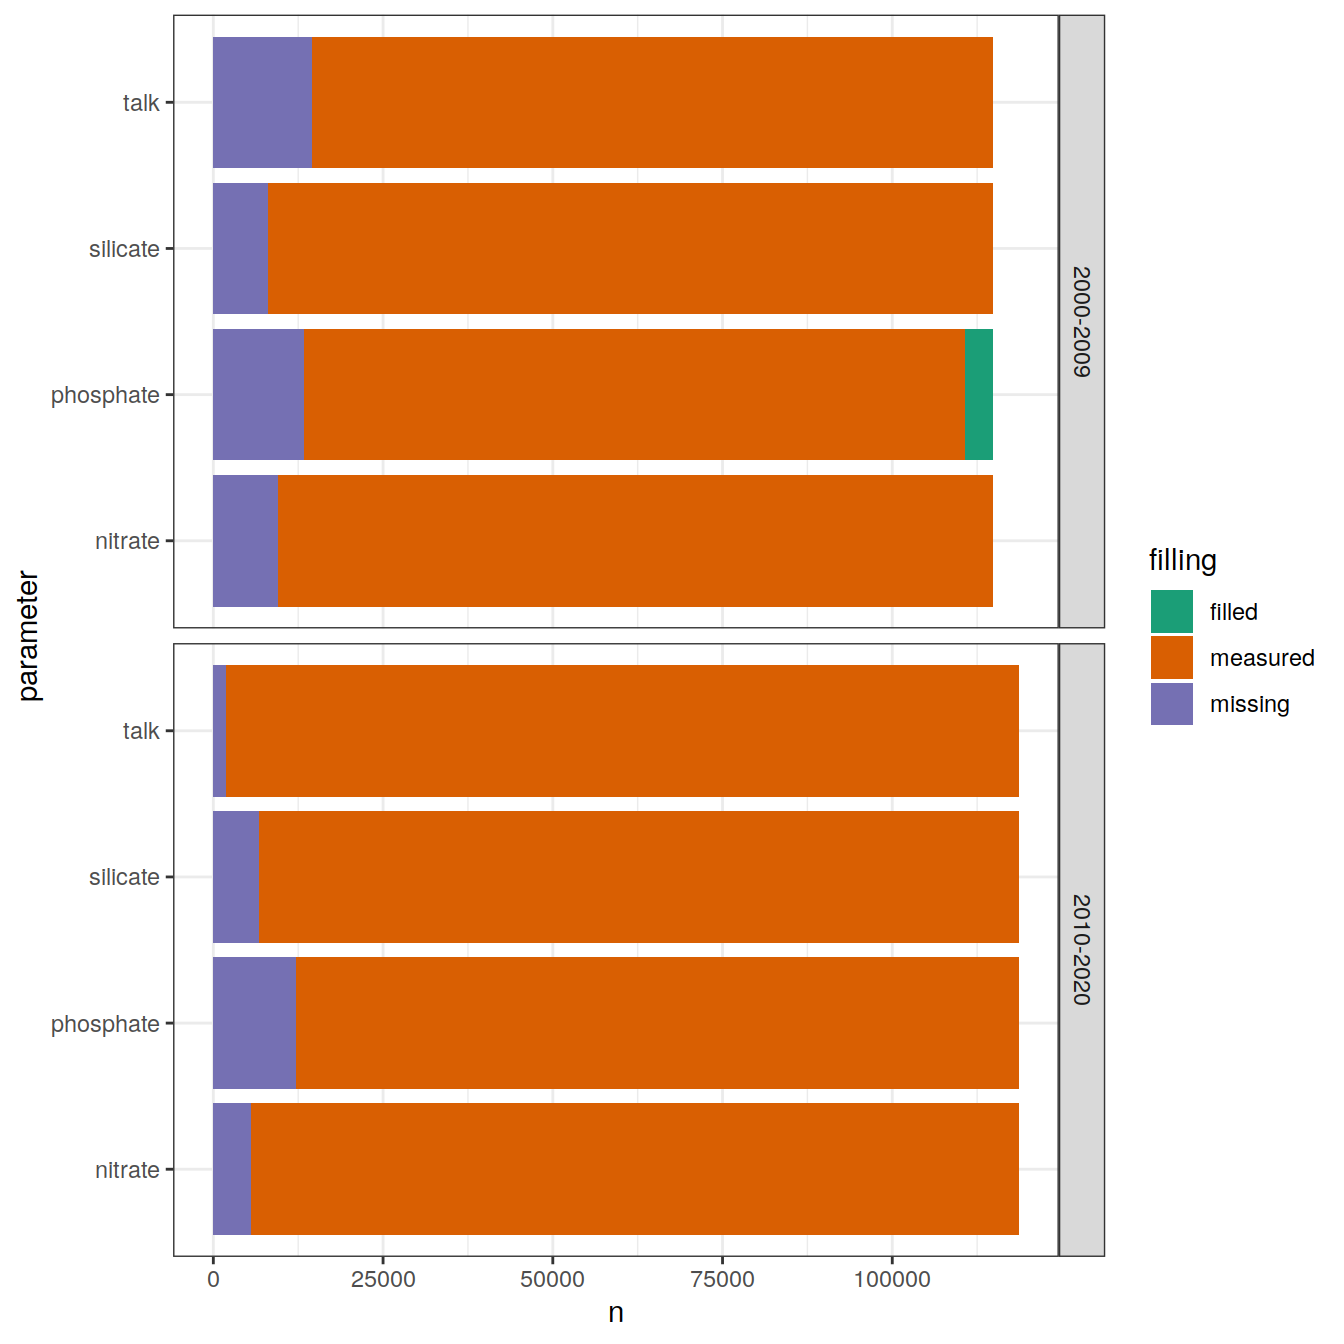 talk
silicate
phosphate
nitrate
2000-2009
talk
silicate
phosphate
nitrate
2010-2020
0 25000 50000 75000 100000
n
parameter
filling
filled
measured
missing